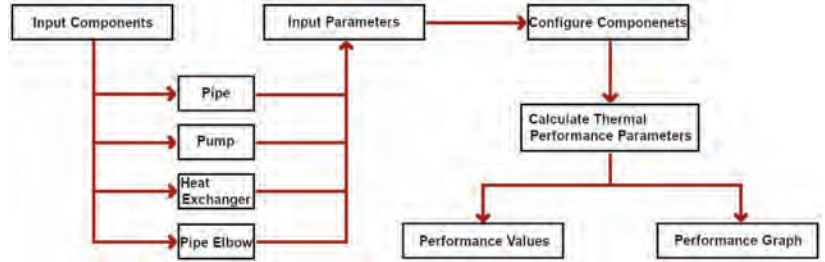 Input Components
Input Parameters
Configure Componenets
Pipe
Pump
Heat
Exchanger
Pipe Elbow
Calculate Thermal
Performance Parameters
Performance Values
Performance Graph